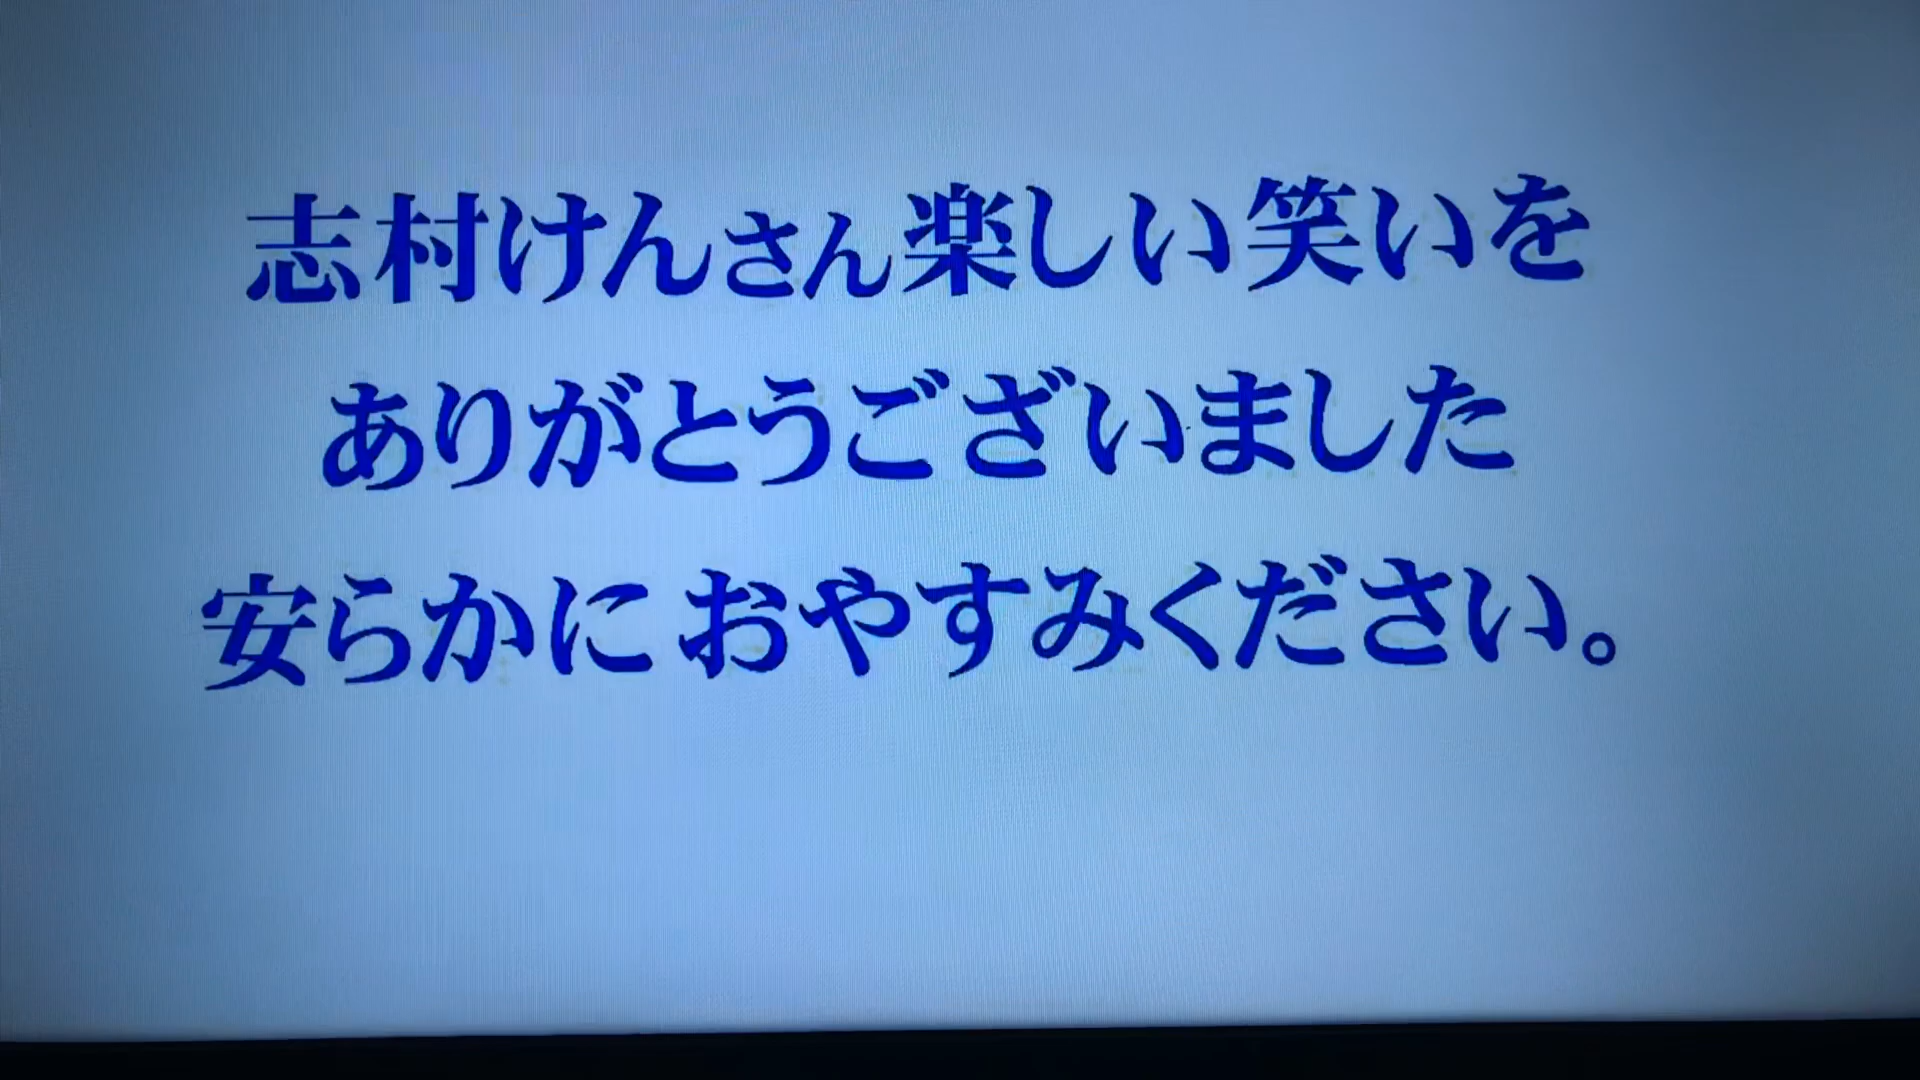 志村けんさん楽しい笑いを
ありがとうございました
安らかにおやすみください。